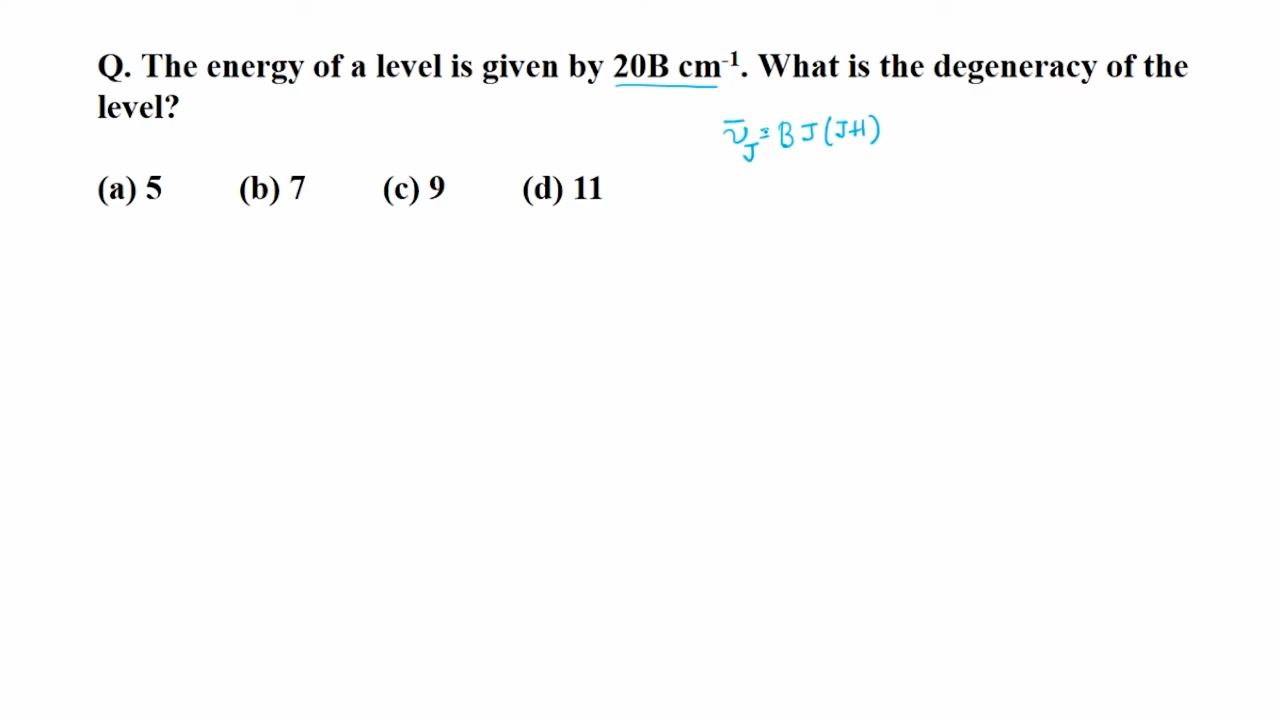 Q. The energy of a level is given by 20B cm⁻¹. What is the degeneracy of the
level?
ν̅_J = B J (J+1)
(a) 5 (b) 7 (c) 9 (d) 11